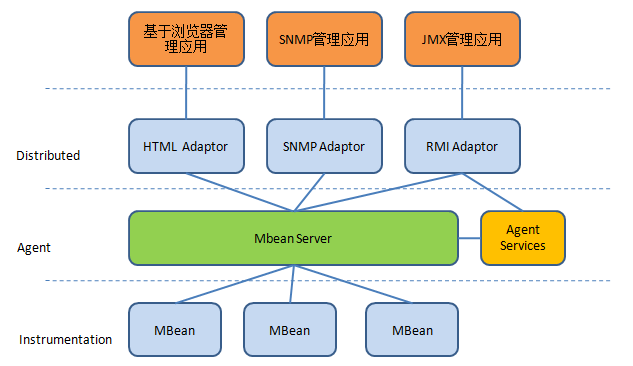 基于浏览器管
理应用
SNMP管理应用
JMX管理应用
HTML Adaptor
SNMP Adaptor
RMI Adaptor
Distributed
Mbean Server
Agent
Services
Agent
MBean
MBean
MBean
Instrumentation